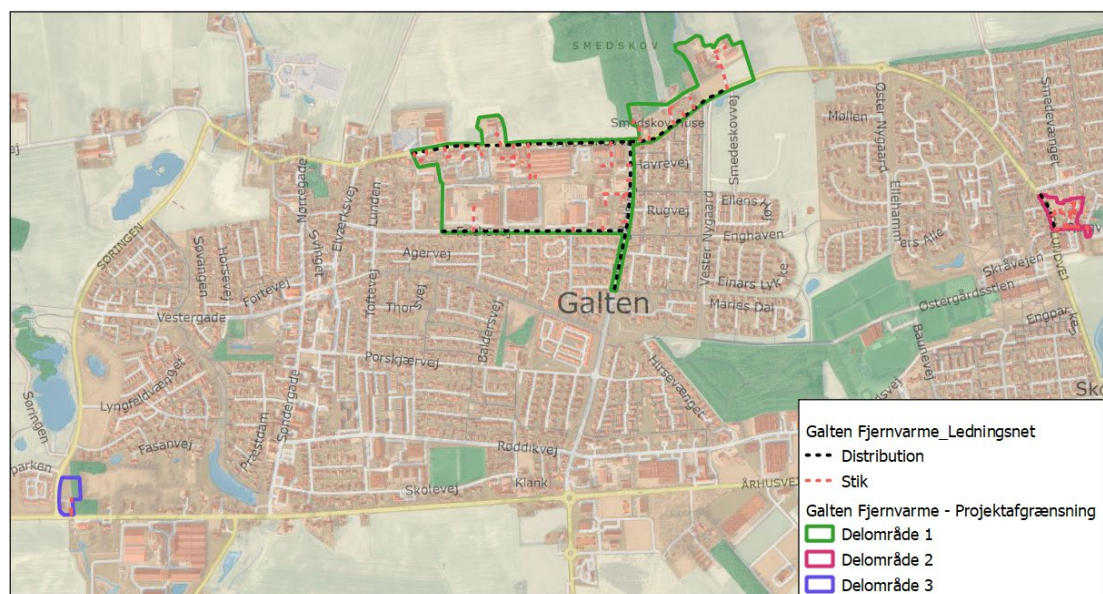 SMEDSKOV
Smedskovhuse
Havrevej
Smedeskovvej
Rugvej
Vester Nygaard
Ellens Høj
Enghaven
Einars Lykke
Maries Dal
Møllen
Øster Nygaard
Ellehammer
Smedevænget
Skråvejen
Østergårdsstien
Engparken
Baunevej
Nørregade
Svinget
Elværksvej
Lunden
SØRINGEN
Søvangen
Horsevej
Fortevej
Agervej
Toftevej
Thorsvej
Galten
Vestergade
Baldersvej
Porskjærvej
Hirsevænget
Lyngfeldvænget
Søringen
Fasanvej
Præstdam
Søndergade
Røddikvej
parken
Skolevej
Klank
ÅRHUSVEJ
Galten Fjernvarme_Ledningsnet
Distribution
Stik
Galten Fjernvarme - Projektafgrænsning
Delområde 1
Delområde 2
Delområde 3